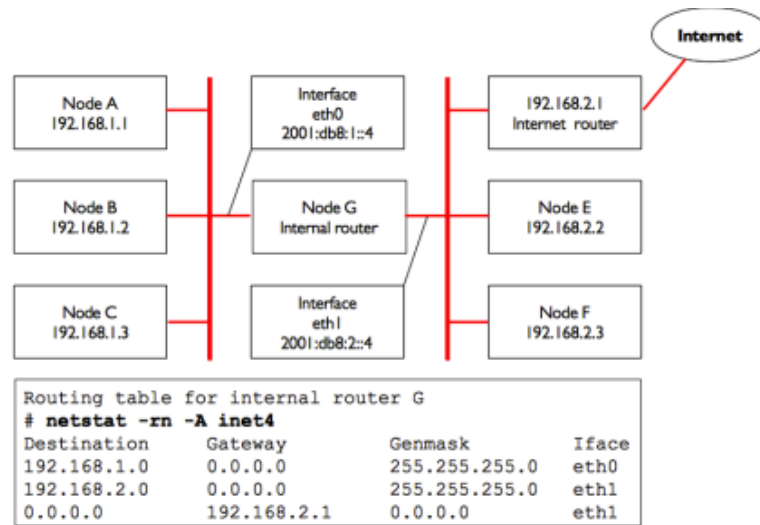 Internet
Node A
192.168.1.1
Interface
eth0
2001:db8:1::4
192.168.2.1
Internet router
Node B
192.168.1.2
Node G
Internal router
Node E
192.168.2.2
Node C
192.168.1.3
Interface
eth1
2001:db8:2::4
Node F
192.168.2.3
Routing table for internal router G
# netstat -rn -A inet4
Destination Gateway Genmask Iface
192.168.1.0 0.0.0.0 255.255.255.0 eth0
192.168.2.0 0.0.0.0 255.255.255.0 eth1
0.0.0.0 192.168.2.1 0.0.0.0 eth1